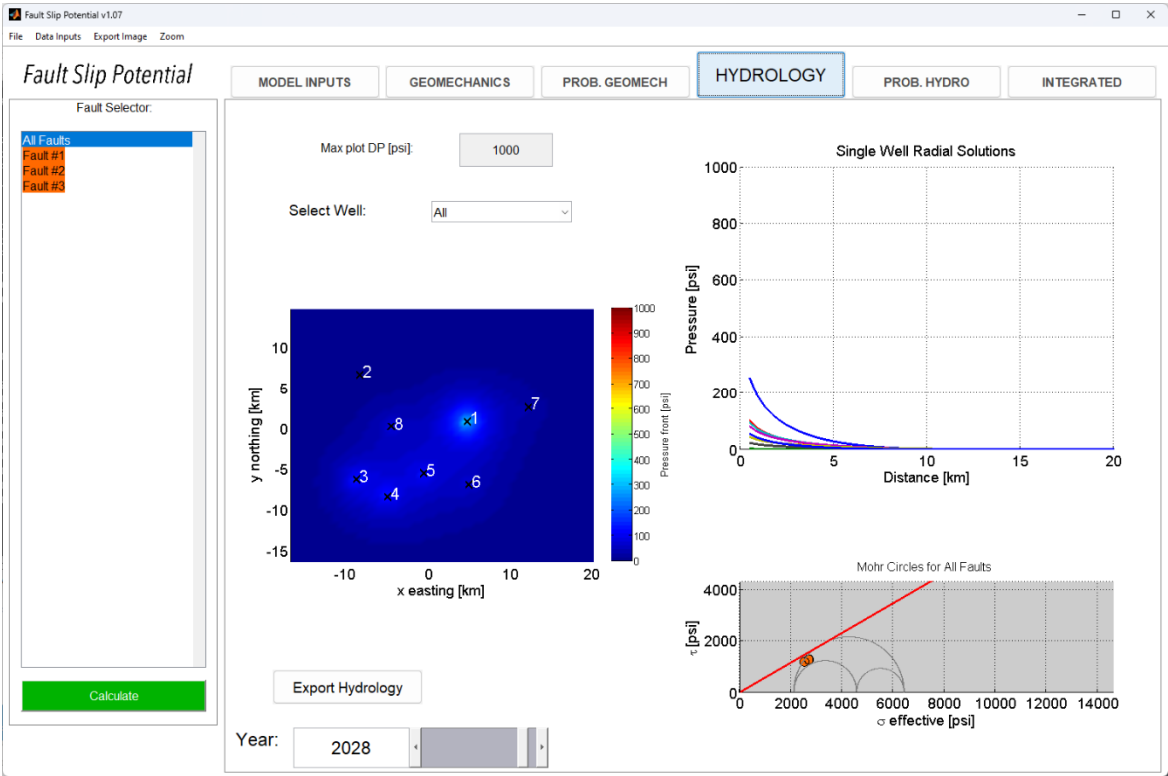 Fault Slip Potential v1.07
File Data Inputs Export Image Zoom
Fault Slip Potential
MODEL INPUTS GEOMECHANICS PROB. GEOMECH HYDROLOGY PROB. HYDRO INTEGRATED
Fault Selector:
All Faults
Fault #1
Fault #2
Fault #3
Calculate
Max plot DP [psi]: 1000
Select Well: All
10
5
0
-5
-10
-15
y northing [km]
2
7
1
8
5
3
6
4
-10 0 10 20
x easting [km]
1000
900
800
700
600
500
400
300
200
100
0
Pressure front [psi]
Export Hydrology
Year: 2028
Single Well Radial Solutions
1000
800
600
400
200
0
Pressure [psi]
0 5 10 15 20
Distance [km]
Mohr Circles for All Faults
4000
2000
0
τ [psi]
0 2000 4000 6000 8000 10000 12000 14000
σ effective [psi]